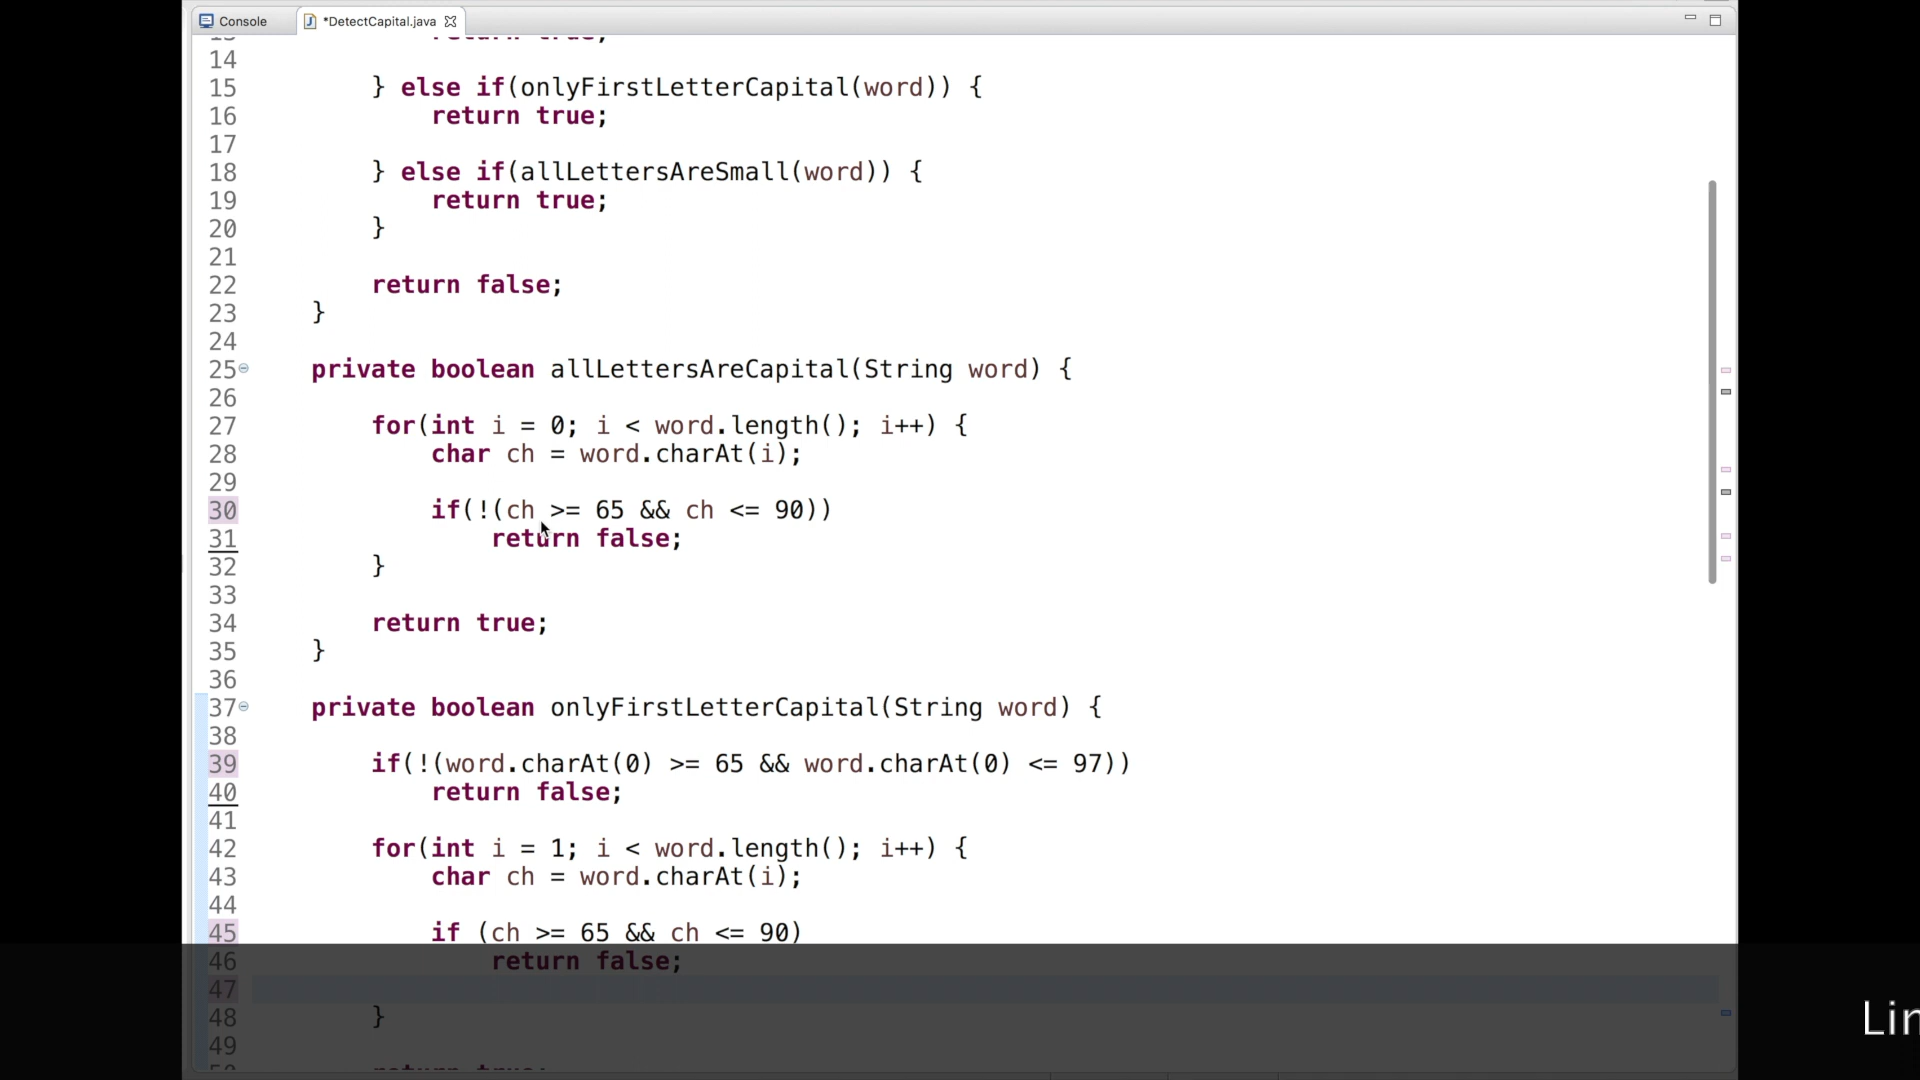 Console
*DetectCapital.java
14
15 } else if(onlyFirstLetterCapital(word)) {
16 return true;
17
18 } else if(allLettersAreSmall(word)) {
19 return true;
20 }
21
22 return false;
23 }
24
25 private boolean allLettersAreCapital(String word) {
26
27 for(int i = 0; i < word.length(); i++) {
28 char ch = word.charAt(i);
29
30 if(!(ch >= 65 && ch <= 90))
31 return false;
32 }
33
34 return true;
35 }
36
37 private boolean onlyFirstLetterCapital(String word) {
38
39 if(!(word.charAt(0) >= 65 && word.charAt(0) <= 97))
40 return false;
41
42 for(int i = 1; i < word.length(); i++) {
43 char ch = word.charAt(i);
44
45 if (ch >= 65 && ch <= 90)
46 return false;
47
48 }
49